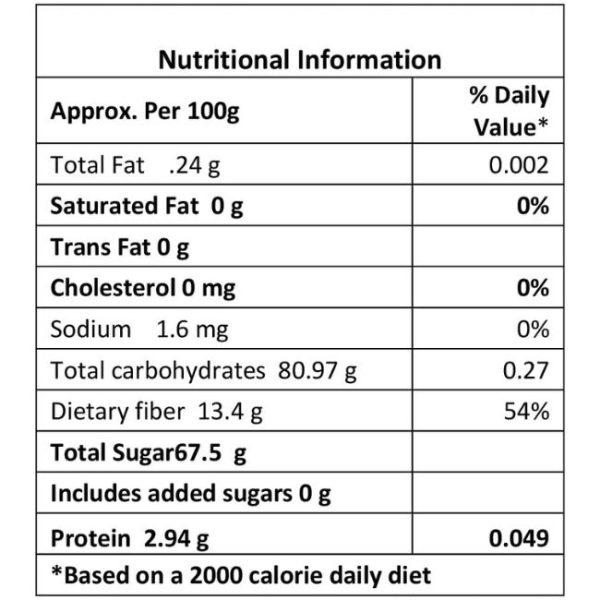 Nutritional Information
Approx. Per 100g % Daily
Value*
Total Fat .24 g 0.002
Saturated Fat 0 g 0%
Trans Fat 0 g
Cholesterol 0 mg 0%
Sodium 1.6 mg 0%
Total carbohydrates 80.97 g 0.27
Dietary fiber 13.4 g 54%
Total Sugar67.5 g
Includes added sugars 0 g
Protein 2.94 g 0.049
*Based on a 2000 calorie daily diet